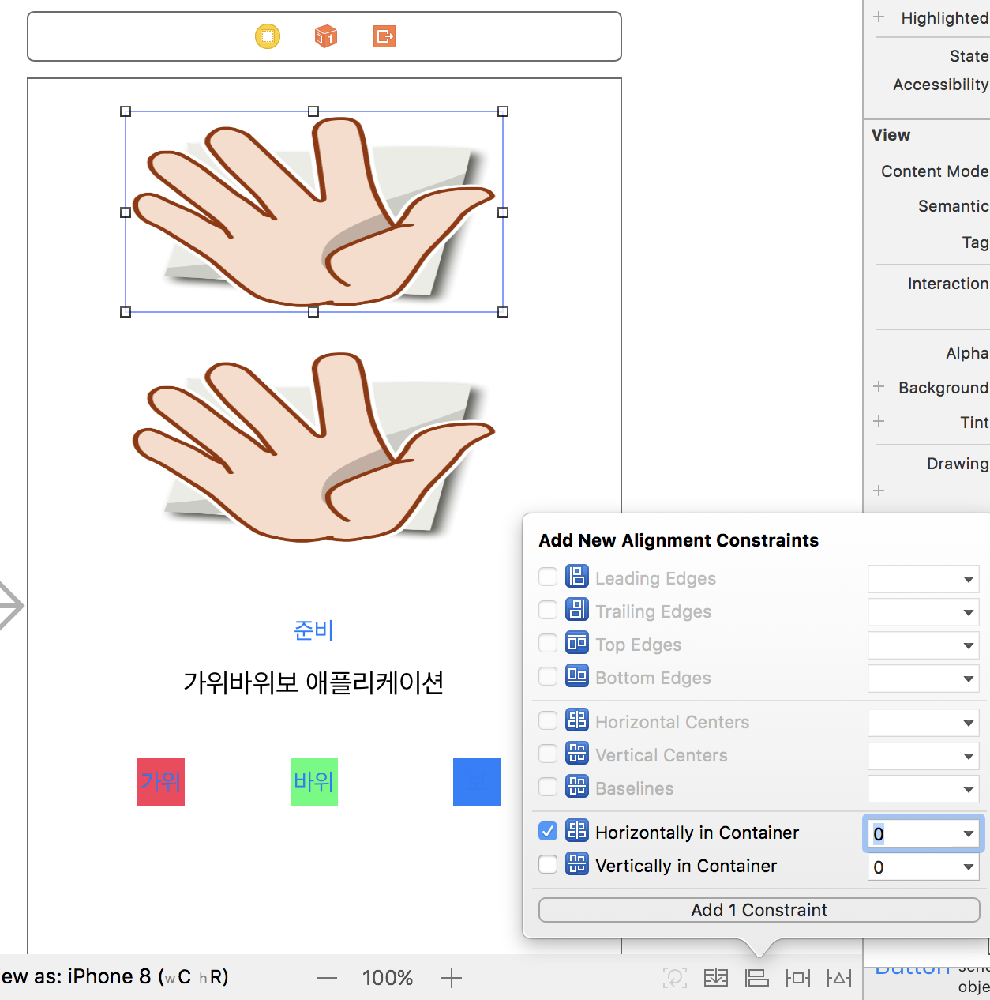 Highlighted
State
Accessibility
View
Content Mode
Semantic
Tag
Interaction
Alpha
Background
Tint
Drawing
준비
가위바위보 애플리케이션
가위
바위
보
Add New Alignment Constraints
Leading Edges
Trailing Edges
Top Edges
Bottom Edges
Horizontal Centers
Vertical Centers
Baselines
Horizontally in Container 0
Vertically in Container 0
Add 1 Constraint
ew as: iPhone 8 (wC hR)
100%
Button
obje